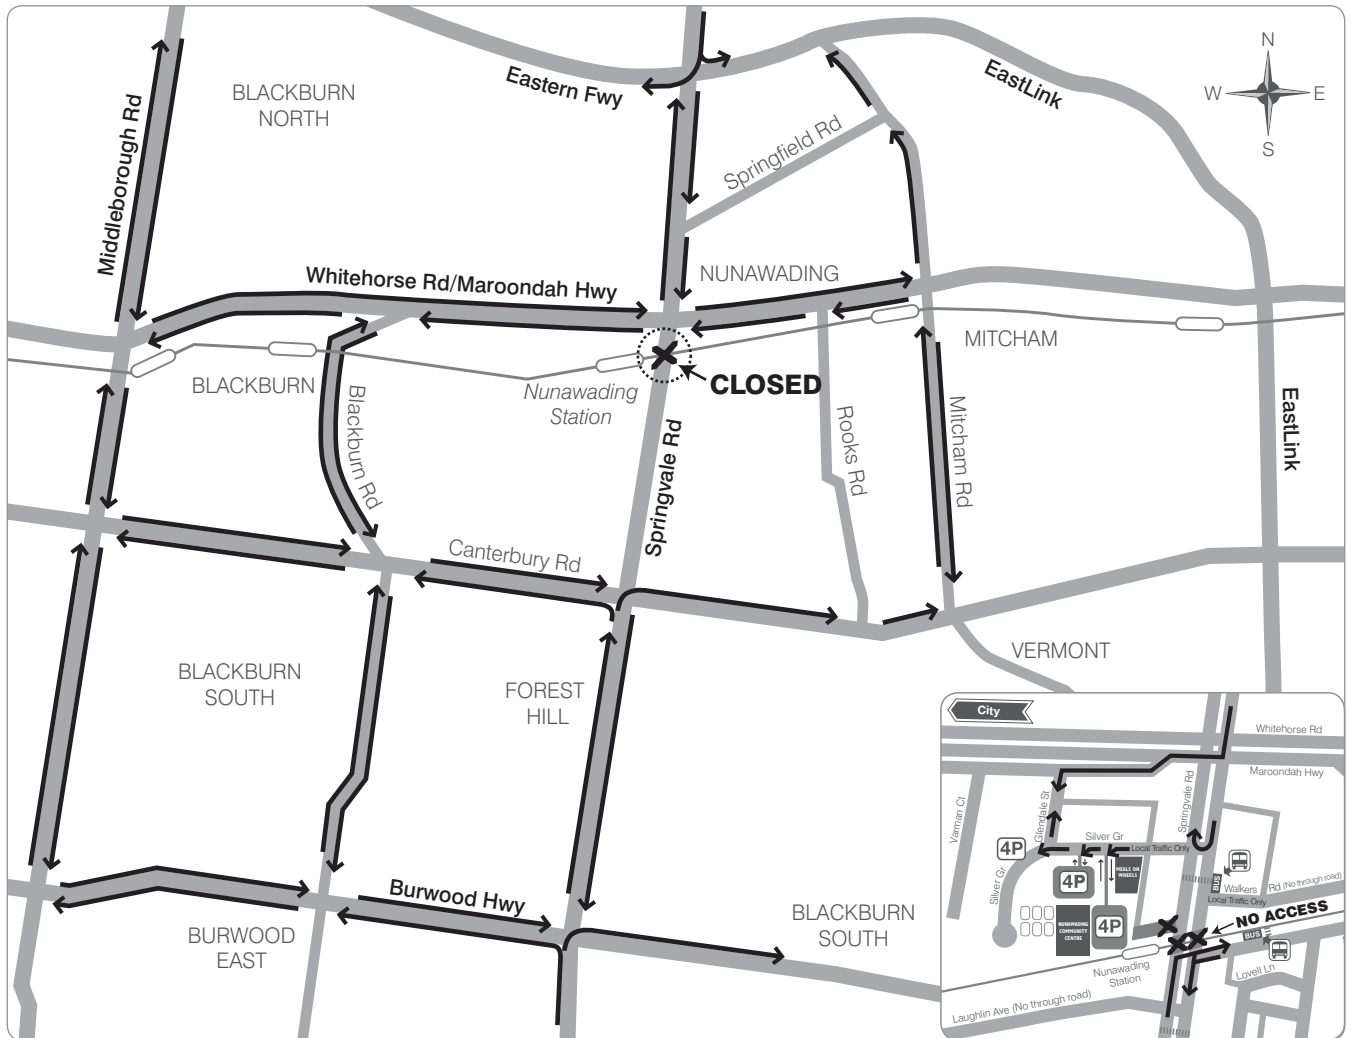 N
W
E
S
Eastern Fwy
EastLink
BLACKBURN
NORTH
Middleborough Rd
Springfield Rd
Whitehorse Rd/Maroondah Hwy
NUNAWADING
MITCHAM
BLACKBURN
Nunawading
Station
CLOSED
Blackburn Rd
Springvale Rd
Rooks Rd
Mitcham Rd
EastLink
Canterbury Rd
VERMONT
BLACKBURN
SOUTH
FOREST
HILL
Burwood Hwy
BURWOOD
EAST
BLACKBURN
SOUTH
City
Whitehorse Rd
Maroondah Hwy
Varman Ct
Glendale St
Springvale Rd
Silver Gr
Local Traffic Only
4P
MEALS ON
WHEELS
4P
Silver Gr
BUS
Walkers Rd (No through road)
Local Traffic Only
NUNAWADING
COMMUNITY
CENTRE
4P
NO ACCESS
BUS
Nunawading
Station
Lovell Ln
Laughlin Ave (No through road)